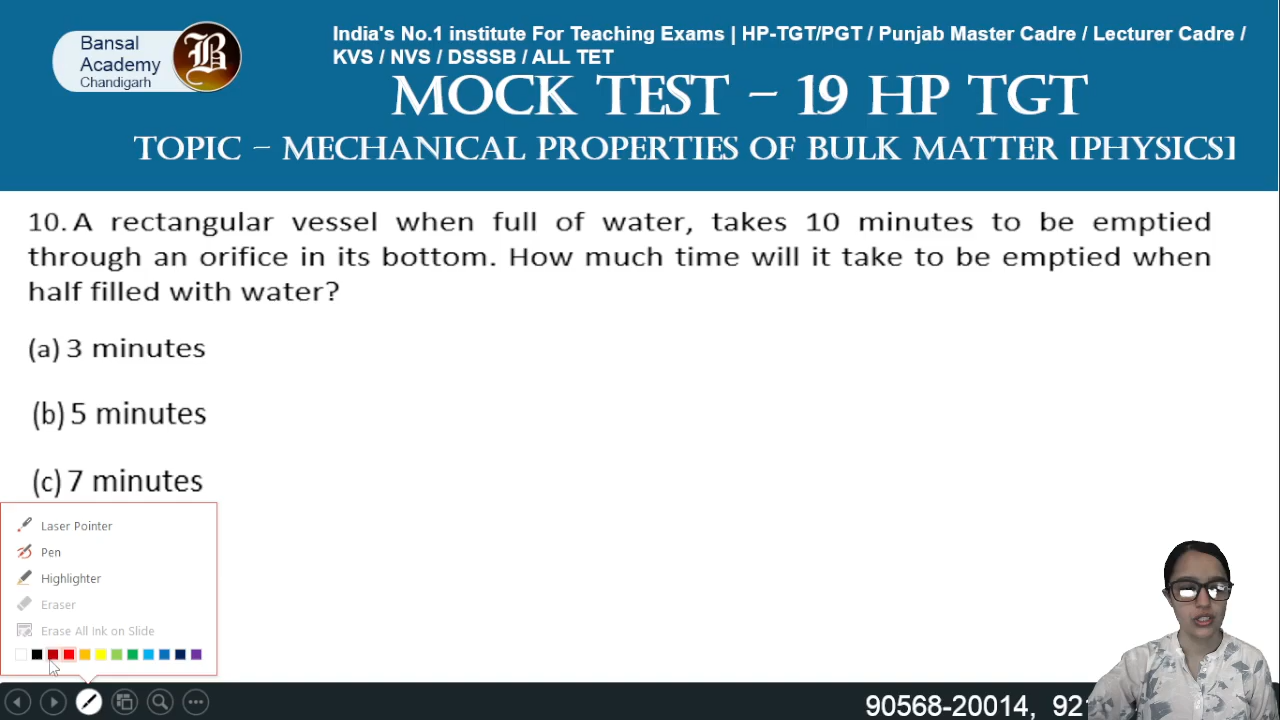 Bansal
Academy
Chandigarh
India's No.1 institute For Teaching Exams | HP-TGT/PGT / Punjab Master Cadre / Lecturer Cadre /
KVS / NVS / DSSSB / ALL TET
MOCK TEST – 19 HP TGT
TOPIC – MECHANICAL PROPERTIES OF BULK MATTER [PHYSICS]
10. A rectangular vessel when full of water, takes 10 minutes to be emptied
through an orifice in its bottom. How much time will it take to be emptied when
half filled with water?
(a) 3 minutes
(b) 5 minutes
(c) 7 minutes
Laser Pointer
Pen
Highlighter
Eraser
Erase All Ink on Slide
90568-20014, 92